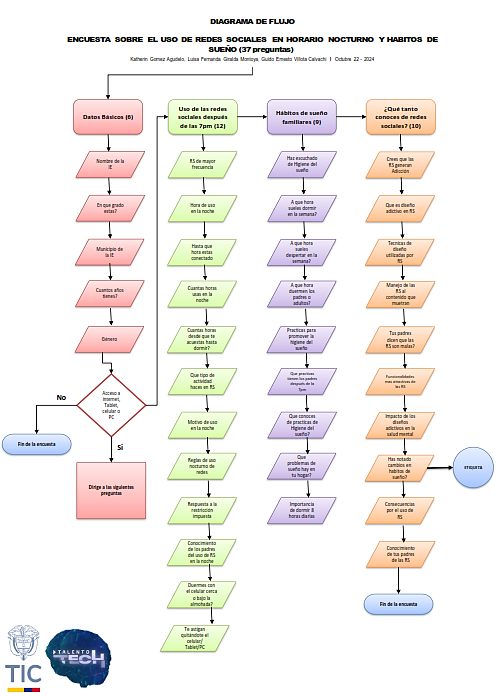 DIAGRAMA DE FLUJO
ENCUESTA SOBRE EL USO DE REDES SOCIALES EN HORARIO NOCTURNO Y HABITOS DE
SUEÑO (37 preguntas)
Katherin Gomez Agudelo, Luisa Fernanda Giralda Montoya, Guido Ernesto Villota Calvachi I Octubre 22 - 2024
Datos Básicos (6)
Nombre de la
IE
En que grado
estas?
Municipio de
la IE
Cuantos años
tienes?
Género
Acceso a
internet,
Tablet,
celular o
PC
No
Fin de la encuesta
Si
Dirige a las siguientes
preguntas
Uso de las redes
sociales después
de las 7pm (12)
RS de mayor
frecuencia
Hora de uso
en la noche
Hasta que
hora estas
conectado
Cuantas horas
usas en la
noche
Cuantas horas
desde que te
acuestas hasta
dormir?
Que tipo de
actividad
haces en RS
Motivo de uso
en la noche
Reglas de uso
nocturno de
redes
Respuesta a la
restricción
impuesta
Conocimiento
de los padres
del uso de RS
en la noche
Duermes con
el celular cerca
o bajo la
almohada?
Te astigan
quitándote el
celular/
Tablet/PC
Hábitos de sueño
familiares (9)
Haz escuchado
de Higiene del
sueño
A que hora
sueles dormir
en la semana?
A que hora
sueles
despertar en la
semana?
A que hora
duermen los
padres o
adultos?
Practicas para
promover la
higiene del
sueño
Que practicas
tienen los padres
después de la
7pm
Que conoces
de practicas de
Higiene del
sueño?
Que
problemas de
sueño hay en
tu hogar?
Importancia
de dormir 8
horas diarias
¿Qué tanto
conoces de redes
sociales? (10)
Crees que las
RS generan
Adicción
Que es diseño
adictivo en RS
Tecnicas de
diseño
utilizadas por
RS
Manejo de las
RS al
contenido que
muestran
Tus padres
dicen que las
RS son malas?
Funcionalidades
mas atractivas de
las RS
Impacto de los
diseños
adictivos en la
salud mental
Has notado
cambios en
habitos de
sueño?
ETIQUETA
Consecuencias
por el uso de
RS
Conocimiento
de tus padres
de las RS
Fin de la encuesta
TIC
TALENTO
TECH